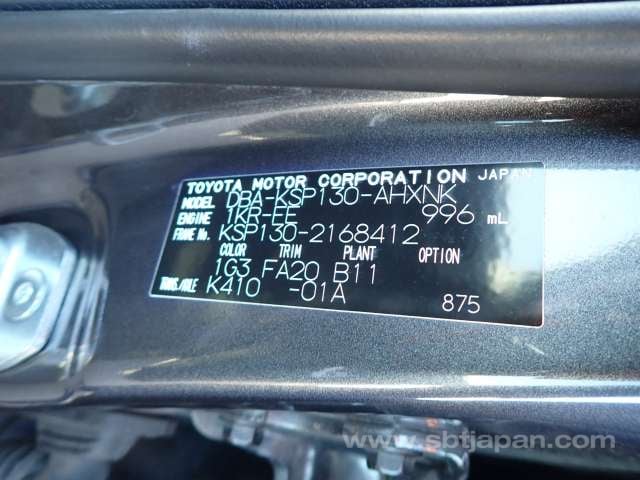 TOYOTA MOTOR CORPORATION JAPAN
MODEL DBA-KSP130-AHXNK
ENGINE 1KR-FE 996 mL
FRAME No. KSP130-2168412
COLOR TRIM PLANT OPTION
1G3 FA20 B11
TRANS./AXLE K410 -01A 875
www.sbtjapan.com